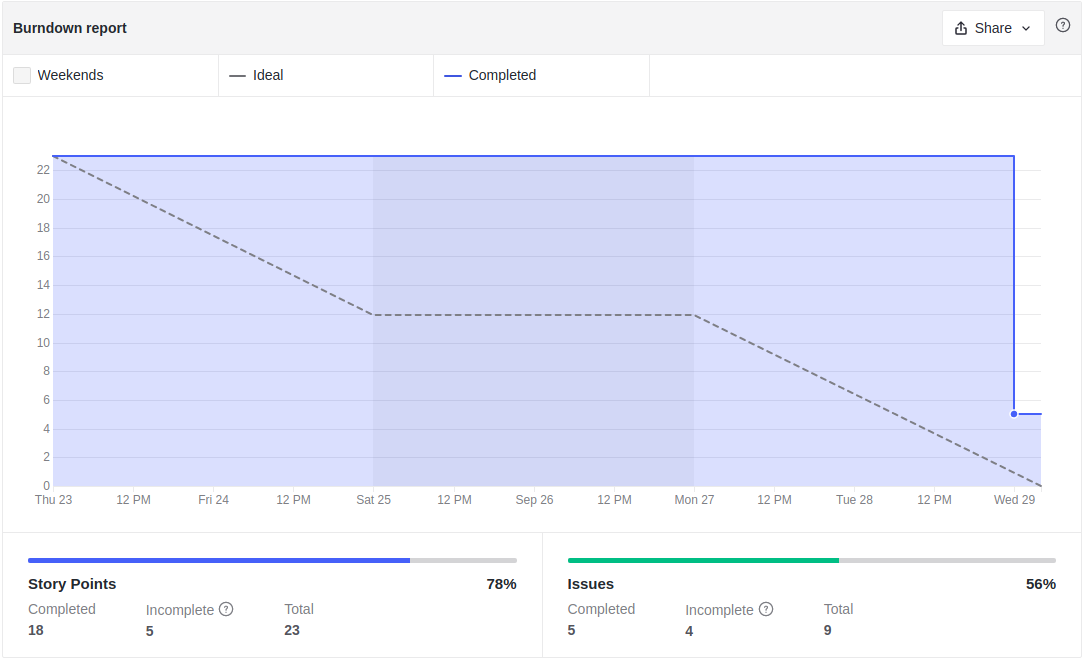 Burndown report
Share
Weekends
Ideal
Completed
22
20
18
16
14
12
10
8
6
4
2
0
Thu 23 12 PM Fri 24 12 PM Sat 25 12 PM Sep 26 12 PM Mon 27 12 PM Tue 28 12 PM Wed 29
Story Points 78%
Completed Incomplete ? Total
18 5 23
Issues 56%
Completed Incomplete ? Total
5 4 9